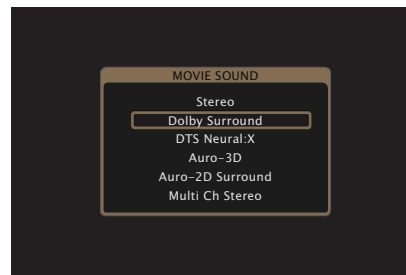 MOVIE SOUND
Stereo
Dolby Surround
DTS Neural:X
Auro-3D
Auro-2D Surround
Multi Ch Stereo